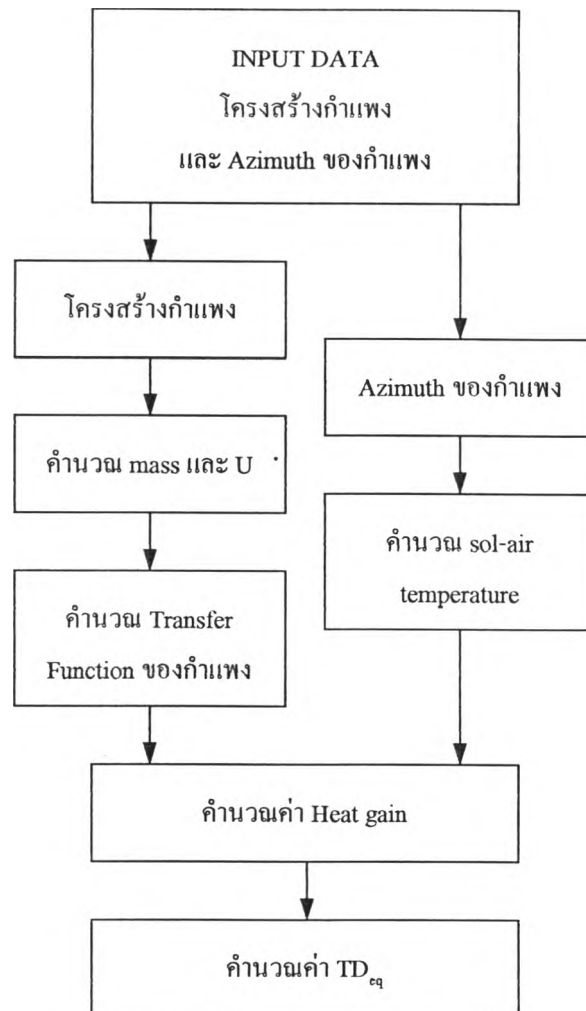 INPUT DATA
โครงสร้างกำแพง
และ Azimuth ของกำแพง
โครงสร้างกำแพง
คำนวณ mass และ U
คำนวณ Transfer
Function ของกำแพง
Azimuth ของกำแพง
คำนวณ sol-air
temperature
คำนวณค่า Heat gain
คำนวณค่า TDeq